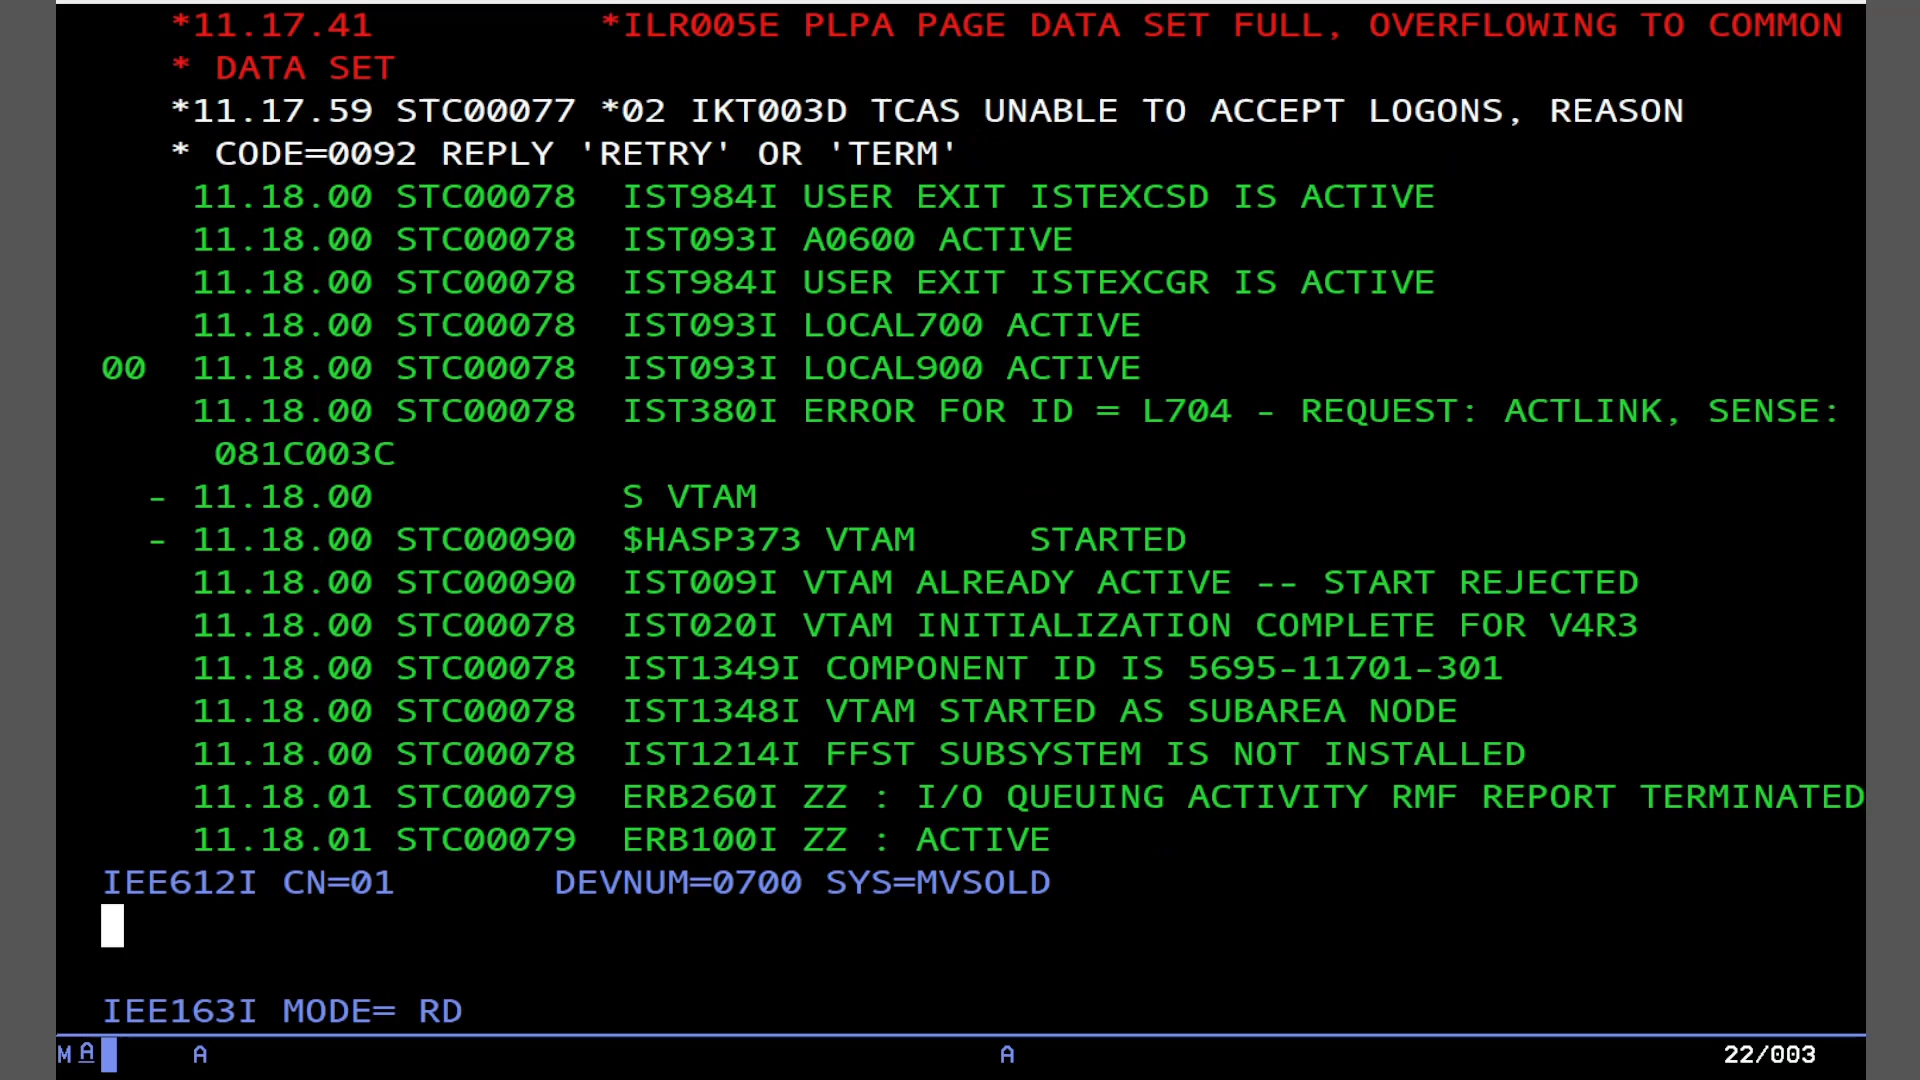 *11.17.41 *ILR005E PLPA PAGE DATA SET FULL, OVERFLOWING TO COMMON
* DATA SET
*11.17.59 STC00077 *02 IKT003D TCAS UNABLE TO ACCEPT LOGONS, REASON
* CODE=0092 REPLY 'RETRY' OR 'TERM'
11.18.00 STC00078 IST984I USER EXIT ISTEXCSD IS ACTIVE
11.18.00 STC00078 IST093I A0600 ACTIVE
11.18.00 STC00078 IST984I USER EXIT ISTEXCGR IS ACTIVE
11.18.00 STC00078 IST093I LOCAL700 ACTIVE
00 11.18.00 STC00078 IST093I LOCAL900 ACTIVE
11.18.00 STC00078 IST380I ERROR FOR ID = L704 - REQUEST: ACTLINK, SENSE:
081C003C
- 11.18.00 S VTAM
- 11.18.00 STC00090 $HASP373 VTAM STARTED
11.18.00 STC00090 IST009I VTAM ALREADY ACTIVE -- START REJECTED
11.18.00 STC00078 IST020I VTAM INITIALIZATION COMPLETE FOR V4R3
11.18.00 STC00078 IST1349I COMPONENT ID IS 5695-11701-301
11.18.00 STC00078 IST1348I VTAM STARTED AS SUBAREA NODE
11.18.00 STC00078 IST1214I FFST SUBSYSTEM IS NOT INSTALLED
11.18.01 STC00079 ERB260I ZZ : I/O QUEUING ACTIVITY RMF REPORT TERMINATED
11.18.01 STC00079 ERB100I ZZ : ACTIVE
IEE612I CN=01 DEVNUM=0700 SYS=MVSOLD
IEE163I MODE= RD
M A A A 22/003